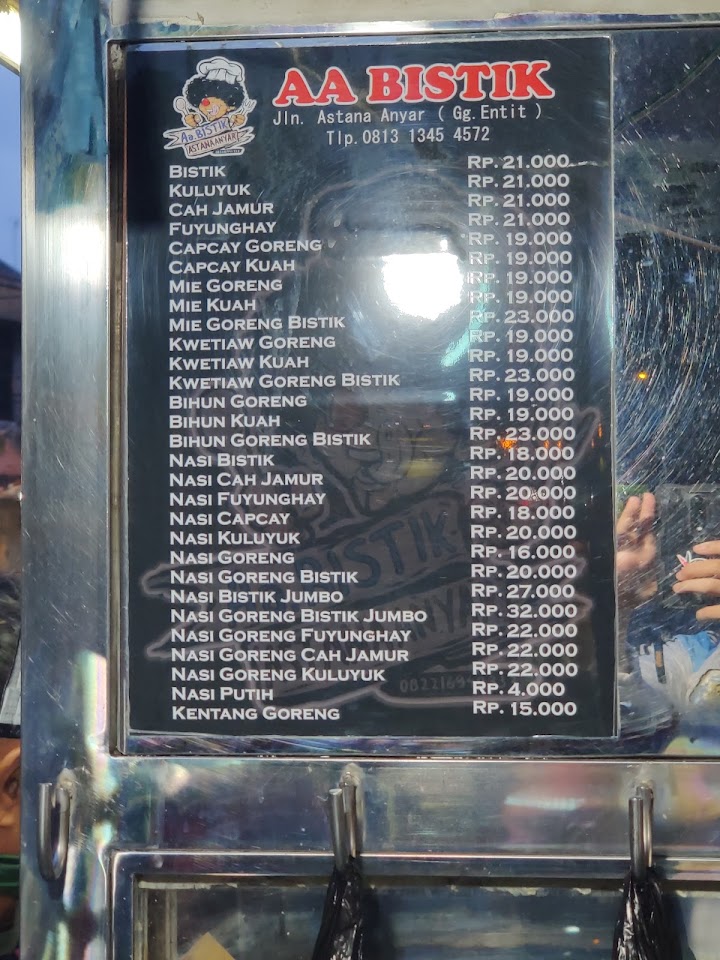 Aa. BISTIK
ASTANAANYAR
AA BISTIK
Jln. Astana Anyar ( Gg. Entit )
Tlp. 0813 1345 4572
BISTIK RP. 21.000
KULUYUK RP. 21.000
CAH JAMUR RP. 21.000
FUYUNGHAY RP. 21.000
CAPCAY GORENG RP. 19.000
CAPCAY KUAH RP. 19.000
MIE GORENG RP. 19.000
MIE KUAH RP. 19.000
MIE GORENG BISTIK RP. 23.000
KWETIAW GORENG RP. 19.000
KWETIAW KUAH RP. 19.000
KWETIAW GORENG BISTIK RP. 23.000
BIHUN GORENG RP. 19.000
BIHUN KUAH RP. 19.000
BIHUN GORENG BISTIK RP. 23.000
NASI BISTIK RP. 18.000
NASI CAH JAMUR RP. 20.000
NASI FUYUNGHAY RP. 20.000
NASI CAPCAY RP. 18.000
NASI KULUYUK RP. 20.000
NASI GORENG RP. 16.000
NASI GORENG BISTIK RP. 20.000
NASI BISTIK JUMBO RP. 27.000
NASI GORENG BISTIK JUMBO RP. 32.000
NASI GORENG FUYUNGHAY RP. 22.000
NASI GORENG CAH JAMUR RP. 22.000
NASI GORENG KULUYUK RP. 22.000
NASI PUTIH RP. 4.000
KENTANG GORENG RP. 15.000
BISTIK